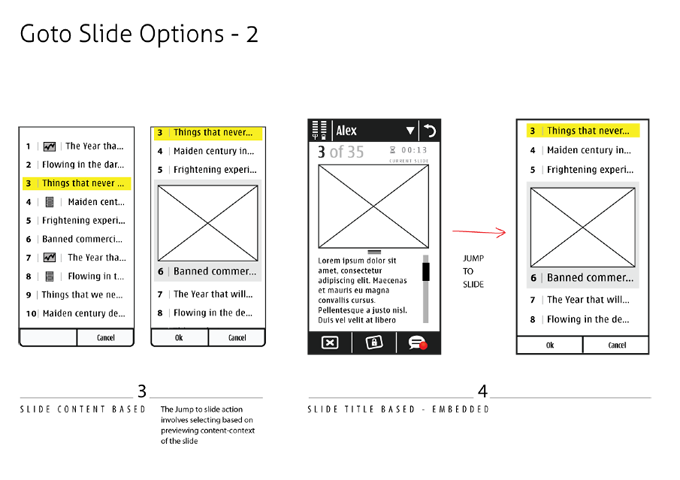 Goto Slide Options - 2
1 | The Year tha...
2 | Flowing in the dar...
3 | Things that never ...
4 | Maiden cent...
5 | Frightening experi...
6 | Banned commerci...
7 | The Year tha...
8 | Flowing in t...
9 | Things that we ne...
10| Maiden century de...
Cancel
3 | Things that never...
4 | Maiden century in...
5 | Frightening experi...
6 | Banned commer...
7 | The Year that will...
8 | Flowing in the de...
Ok Cancel
Alex
3 of 35 00:13
CURRENT SLIDE
Lorem ipsum dolor sit
amet, consectetur
adipiscing elit. Maecenas
et mauris eu magna
convallis cursus.
Pellentesque a justo nisl.
Duis vel velit at libero
JUMP
TO
SLIDE
3 | Things that never...
4 | Maiden century in...
5 | Frightening experi...
6 | Banned commer...
7 | The Year that will...
8 | Flowing in the de...
Ok Cancel
3
SLIDE CONTENT BASED
The Jump to slide action
involves selecting based on
previewing content-context
of the slide
4
SLIDE TITLE BASED - EMBEDDED